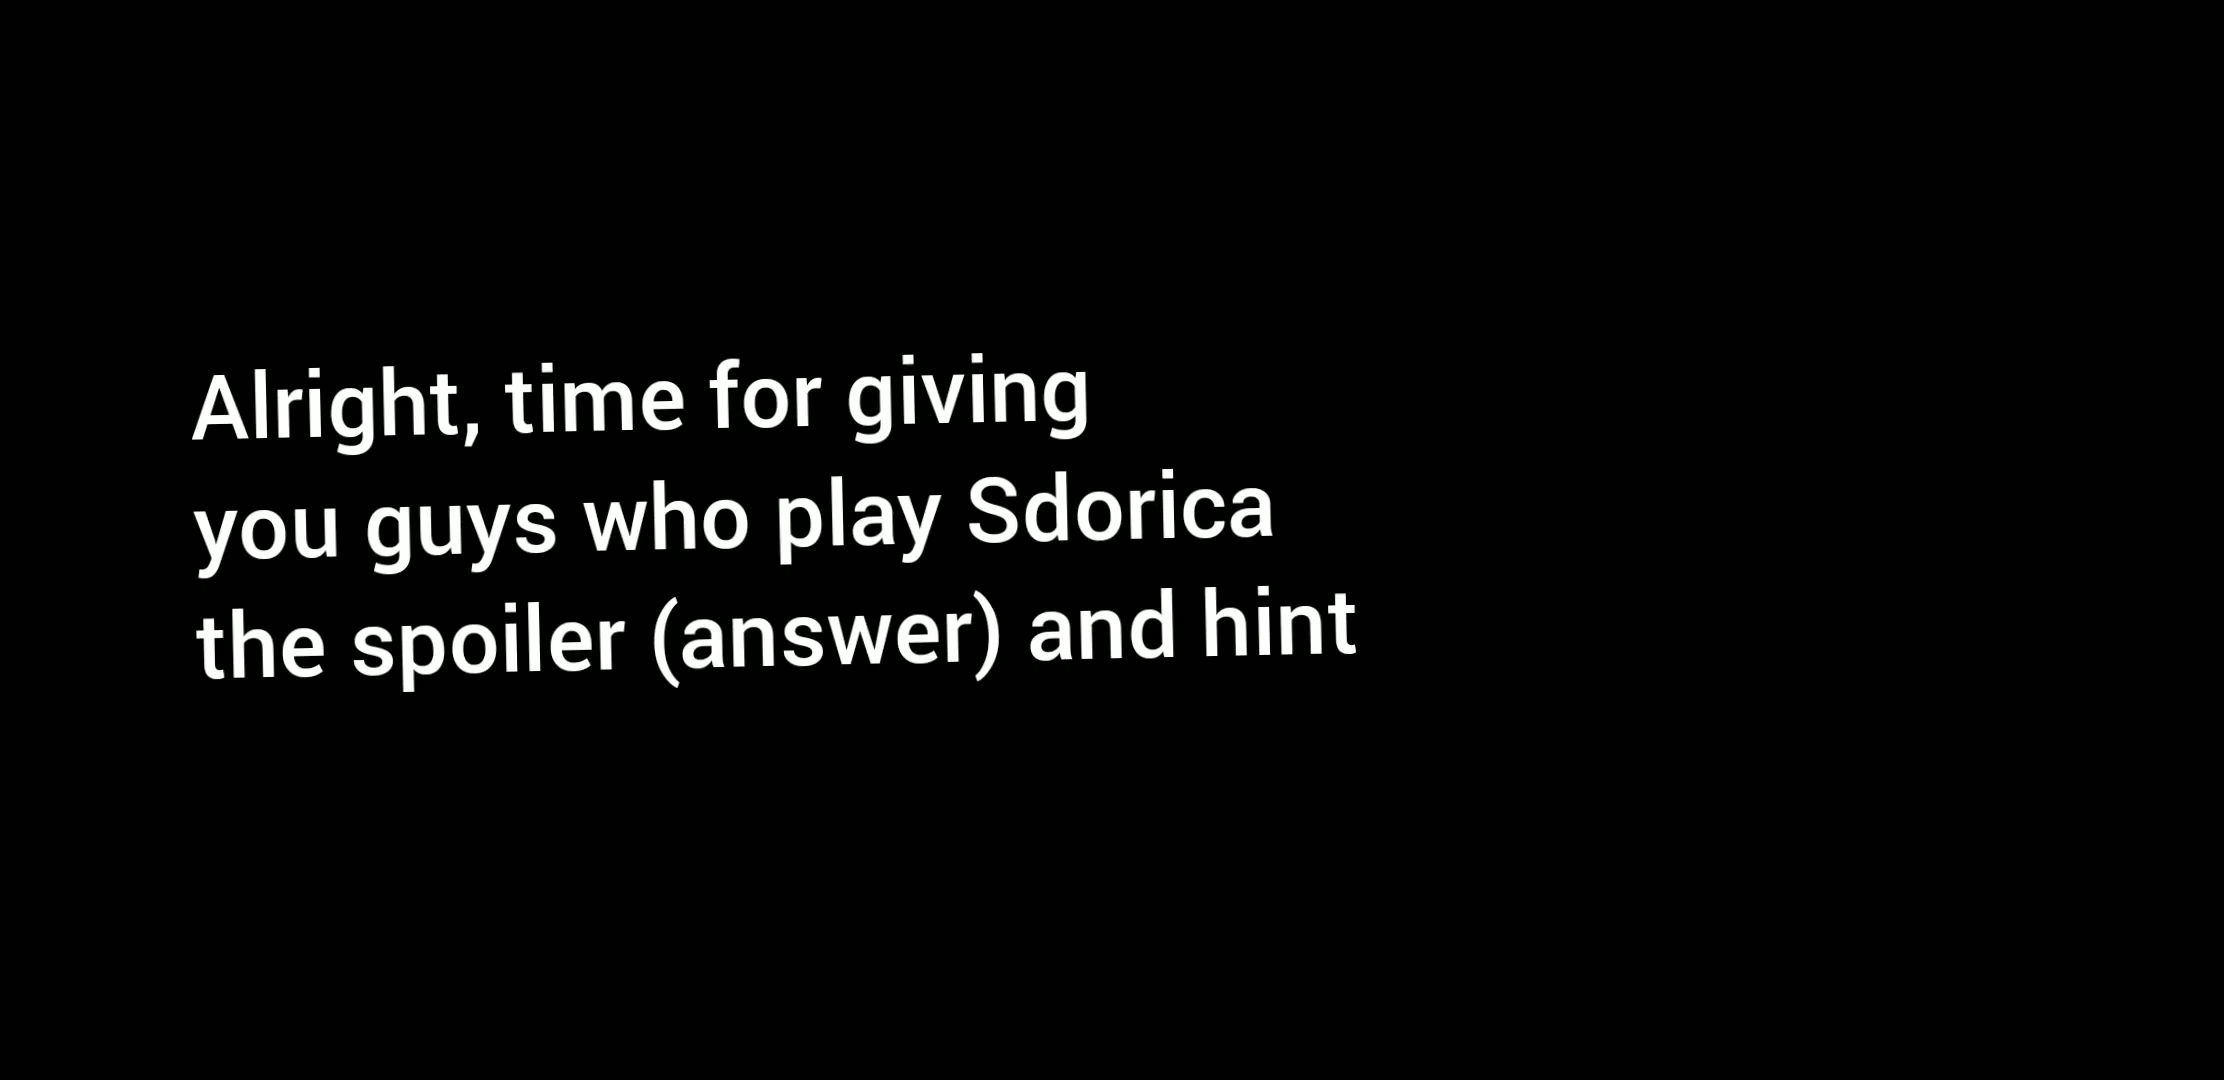 Alright, time for giving
you guys who play Sdorica
the spoiler (answer) and hint